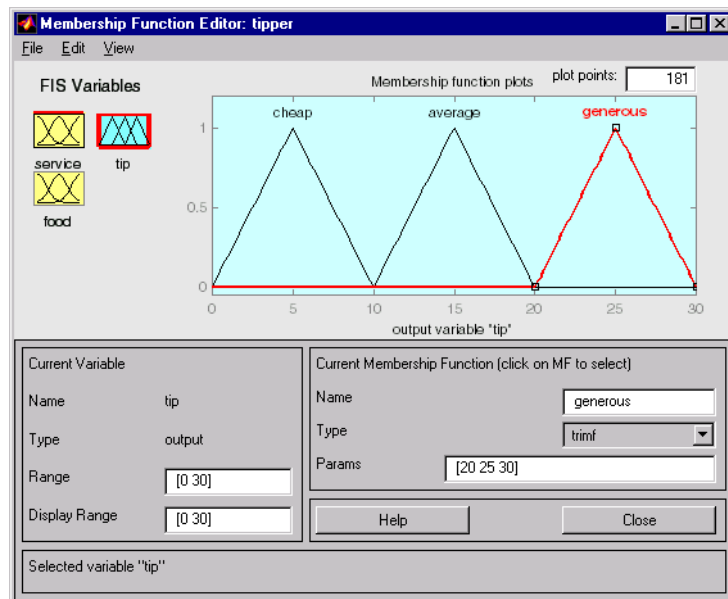 Membership Function Editor: tipper
File Edit View
FIS Variables
service
tip
food
Membership function plots
plot points: 181
cheap average generous
1
0.5
0
0 5 10 15 20 25 30
output variable "tip"
Current Variable
Name tip
Type output
Range [0 30]
Display Range [0 30]
Current Membership Function (click on MF to select)
Name generous
Type trimf
Params [20 25 30]
Help Close
Selected variable "tip"